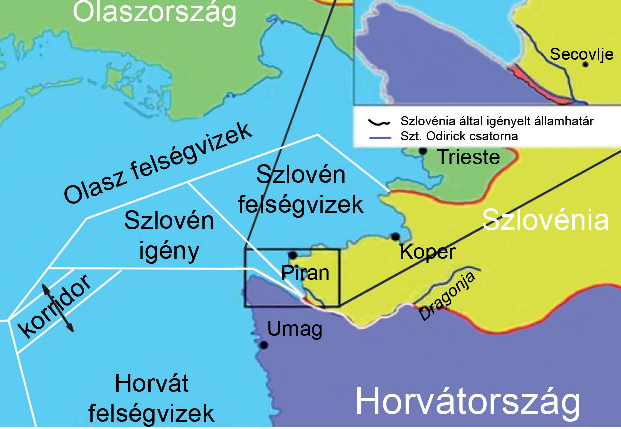 Olaszország
Secovlje
Szlovénia által igényelt államhatár
Szt. Odirick csatorna
Olasz felségvizek
Trieste
Szlovén
felségvizek
Szlovén
igény
Szlovénia
Koper
Piran
Dragonja
korridor
Umag
Horvát
felségvizek
Horvátország